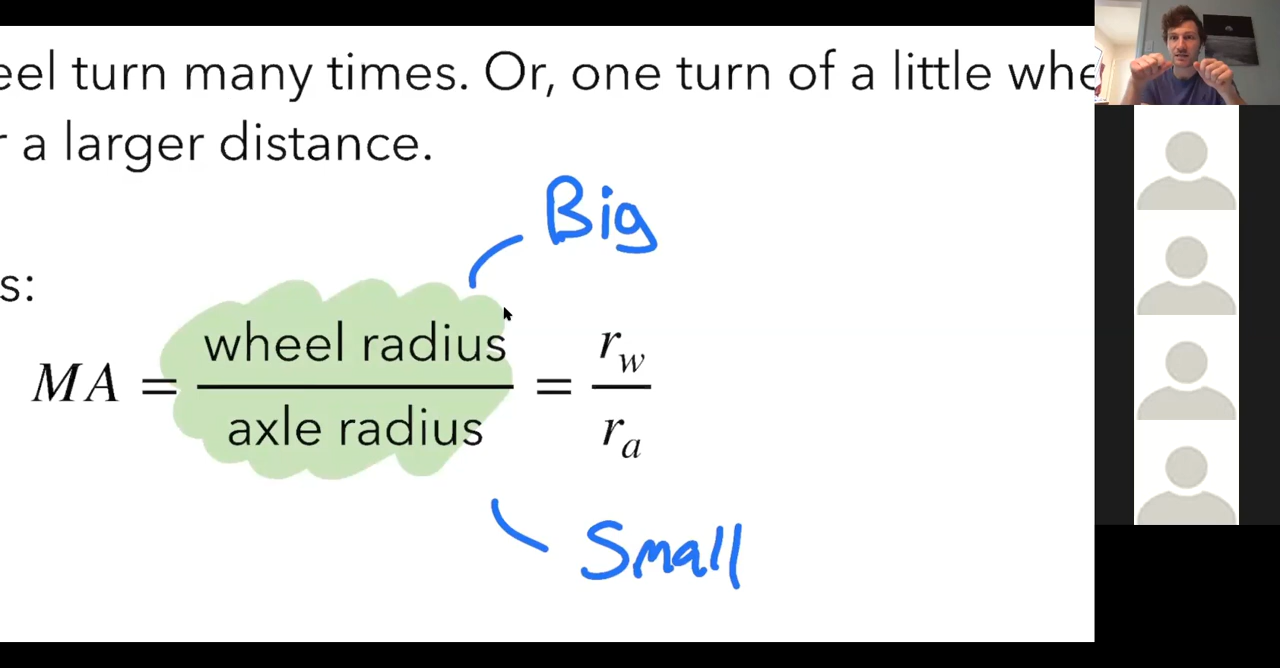 eel turn many times. Or, one turn of a little whe
r a larger distance.
Big
s:
MA = wheel radius / axle radius = r_w / r_a
Small